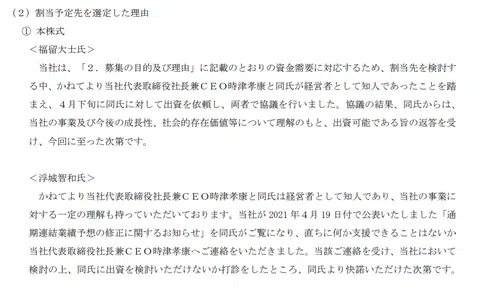 （２）割当予定先を選定した理由
① 本株式
＜福留大士氏＞
当社は、「２．募集の目的及び理由」に記載のとおりの資金需要に対応するため、割当先を検討す
る中、かねてより当社代表取締役社長兼ＣＥＯ時津孝康と同氏が経営者として知人であったことを踏
まえ、４月下旬に同氏に対して出資を依頼し、両者で協議を行いました。協議の結果、同氏からは、
当社の事業及び今後の成長性、社会的存在価値等について理解のもと、出資可能である旨の返答を受
け、今回に至った次第です。
＜浮城智和氏＞
かねてより当社代表取締役社長兼ＣＥＯ時津孝康と同氏は経営者として知人であり、当社の事業に
対する一定の理解も持っていただいております。当社が 2021 年４月 19 日付で公表いたしました「通
期連結業績予想の修正に関するお知らせ」を同氏がご覧になり、直ちに何か支援できることはないか
当社代表取締役社長兼ＣＥＯ時津孝康へご連絡をいただきました。当該ご連絡を受け、当社において
検討の上、同氏に出資を検討いただけないか打診をしたところ、同氏より快諾いただけた次第です。